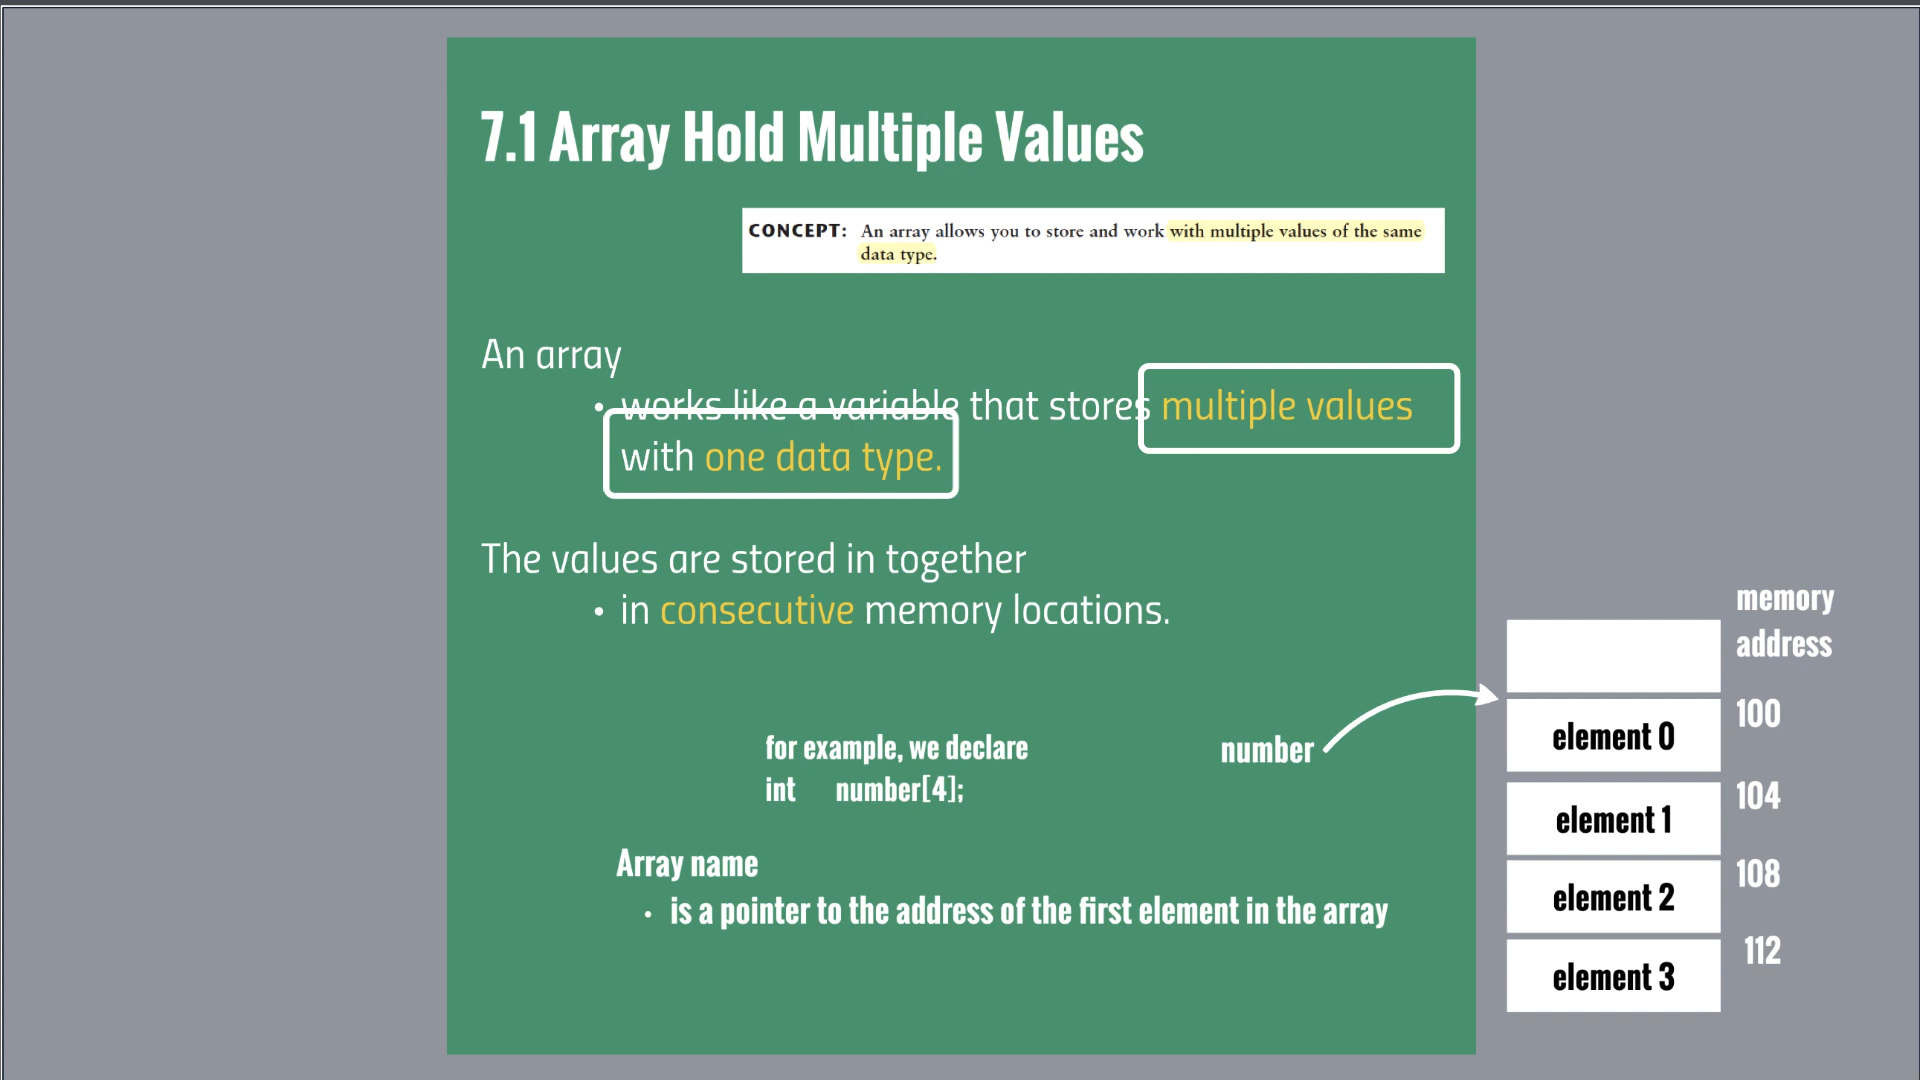 7.1 Array Hold Multiple Values
CONCEPT: An array allows you to store and work with multiple values of the same
data type.
An array
• works like a variable that stores multiple values
with one data type.
The values are stored in together
• in consecutive memory locations.
for example, we declare
int number[4];
Array name
• is a pointer to the address of the first element in the array
number
memory
address
element 0
100
element 1
104
element 2
108
element 3
112